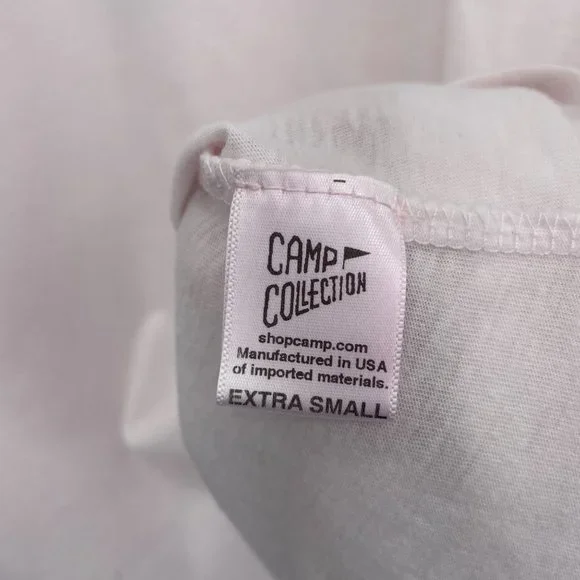 CAMP
COLLECTION
shopcamp.com
Manufactured in USA
of imported materials.
EXTRA SMALL